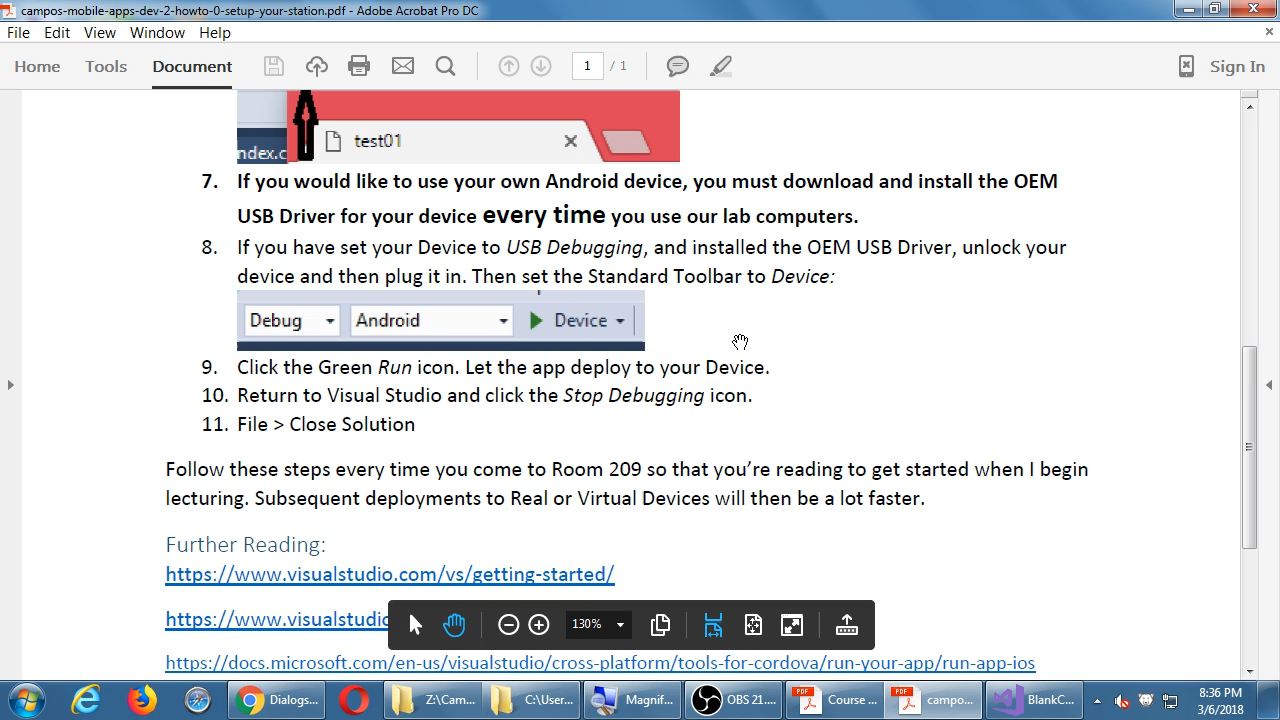 campos-mobile-apps-dev-2-howto-0-setup-your-station.pdf - Adobe Acrobat Pro DC
File Edit View Window Help
Home Tools Document 1 / 1 Sign In
ndex.c test01
7. If you would like to use your own Android device, you must download and install the OEM
USB Driver for your device every time you use our lab computers.
8. If you have set your Device to USB Debugging, and installed the OEM USB Driver, unlock your
device and then plug it in. Then set the Standard Toolbar to Device:
Debug Android Device
9. Click the Green Run icon. Let the app deploy to your Device.
10. Return to Visual Studio and click the Stop Debugging icon.
11. File > Close Solution
Follow these steps every time you come to Room 209 so that you're reading to get started when I begin
lecturing. Subsequent deployments to Real or Virtual Devices will then be a lot faster.
Further Reading:
https://www.visualstudio.com/vs/getting-started/
https://www.visualstudio
130%
https://docs.microsoft.com/en-us/visualstudio/cross-platform/tools-for-cordova/run-your-app/run-app-ios
Dialogs... Z:\Cam... C:\User... Magnif... OBS 21.... Course ... campo... BlankC... 8:36 PM
3/6/2018